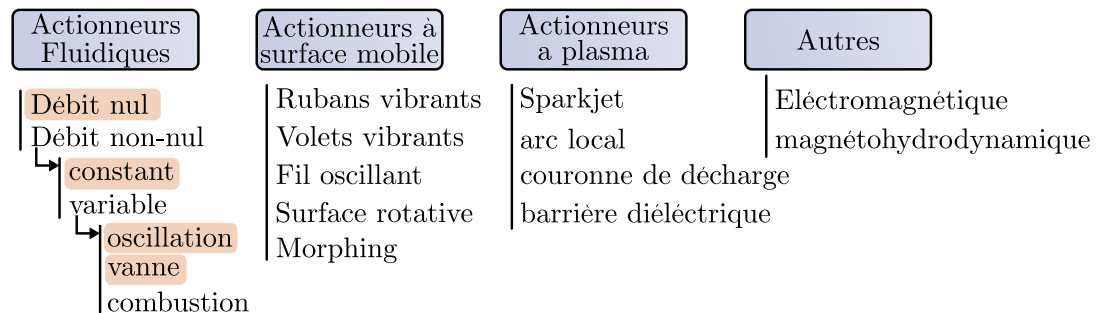 Actionneurs
Fluidiques
Débit nul
Débit non-nul
constant
variable
oscillation
vanne
combustion
Actionneurs à
surface mobile
Rubans vibrants
Volets vibrants
Fil oscillant
Surface rotative
Morphing
Actionneurs
a plasma
Sparkjet
arc local
couronne de décharge
barrière diéléctrique
Autres
Eléctromagnétique
magnétohydrodynamique